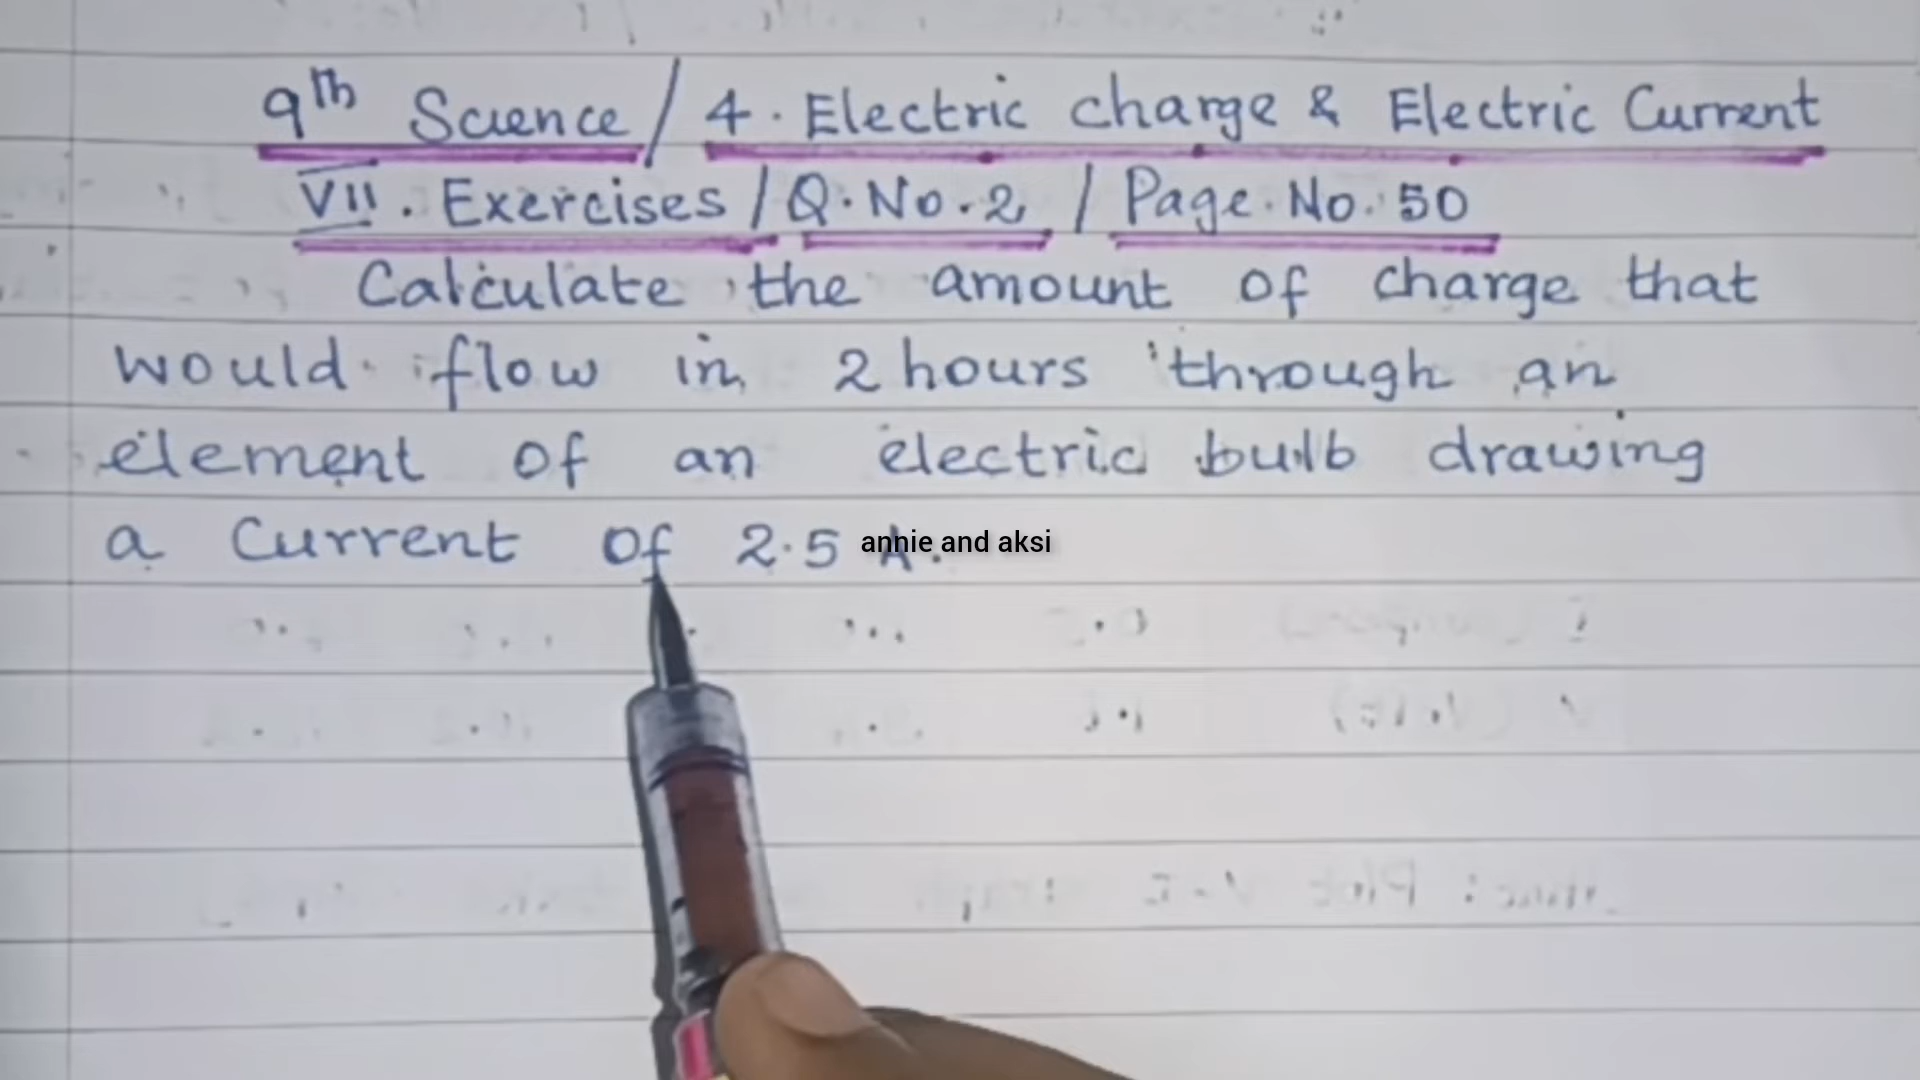 9th Science / 4. Electric charge & Electric Current
VII. Exercises / Q. No. 2 / Page. No. 50
Calculate the amount of charge that
would flow in 2 hours through an
element of an electric bulb drawing
a Current of 2.5 A.
annie and aksi